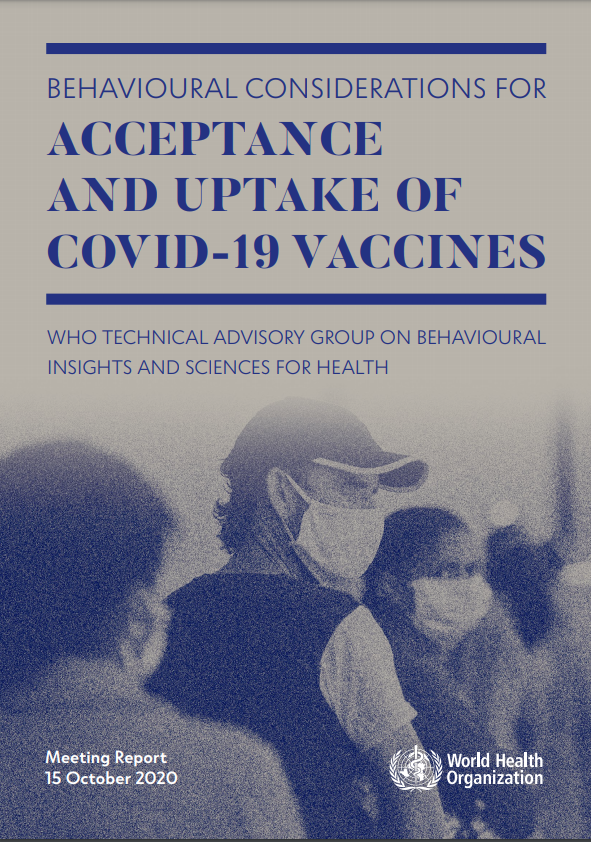 BEHAVIOURAL CONSIDERATIONS FOR
ACCEPTANCE
AND UPTAKE OF
COVID-19 VACCINES
WHO TECHNICAL ADVISORY GROUP ON BEHAVIOURAL
INSIGHTS AND SCIENCES FOR HEALTH
Meeting Report
15 October 2020
World Health
Organization